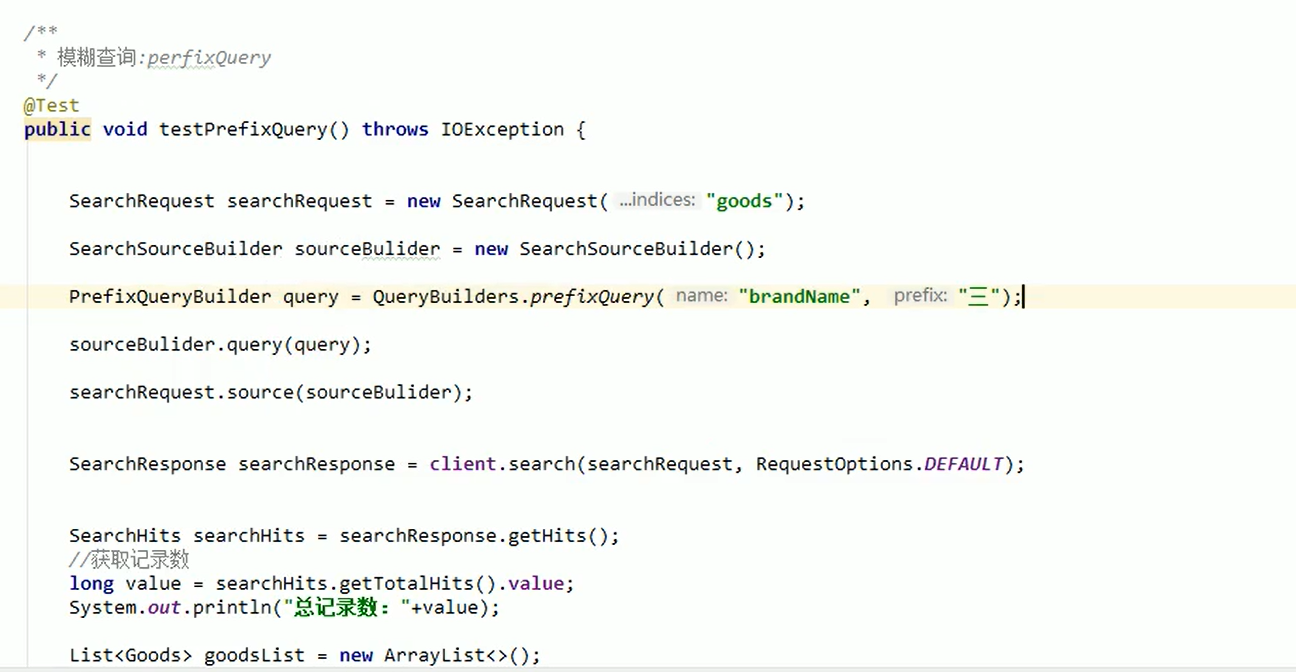 /**
* 模糊查询:perfixQuery
*/
@Test
public void testPrefixQuery() throws IOException {
SearchRequest searchRequest = new SearchRequest( ...indices: "goods");
SearchSourceBuilder sourceBulider = new SearchSourceBuilder();
PrefixQueryBuilder query = QueryBuilders.prefixQuery( name: "brandName", prefix: "三");
sourceBulider.query(query);
searchRequest.source(sourceBulider);
SearchResponse searchResponse = client.search(searchRequest, RequestOptions.DEFAULT);
SearchHits searchHits = searchResponse.getHits();
//获取记录数
long value = searchHits.getTotalHits().value;
System.out.println("总记录数："+value);
List<Goods> goodsList = new ArrayList<>();